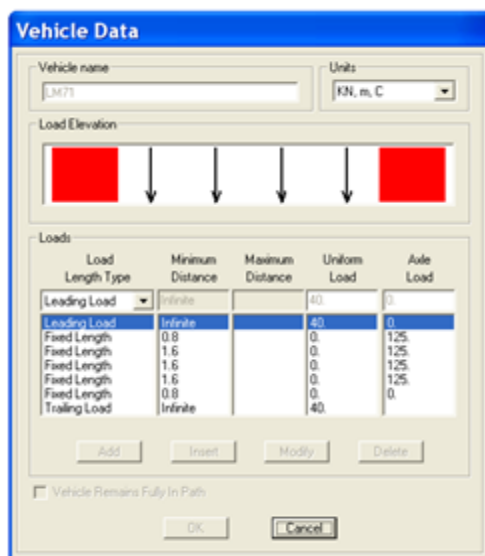 Vehicle Data
Vehicle name
Units
LM71
KN, m, C
Load Elevation
Loads
Load Length Type Minimum Distance Maximum Distance Uniform Load Axle Load
Leading Load Infinite 40. 0.
Leading Load Infinite 40. 0.
Fixed Length 0.8 0. 125.
Fixed Length 1.6 0. 125.
Fixed Length 1.6 0. 125.
Fixed Length 1.6 0. 125.
Fixed Length 0.8 0. 0.
Trailing Load Infinite 40.
Add Insert Modify Delete
Vehicle Remains Fully In Path
OK Cancel